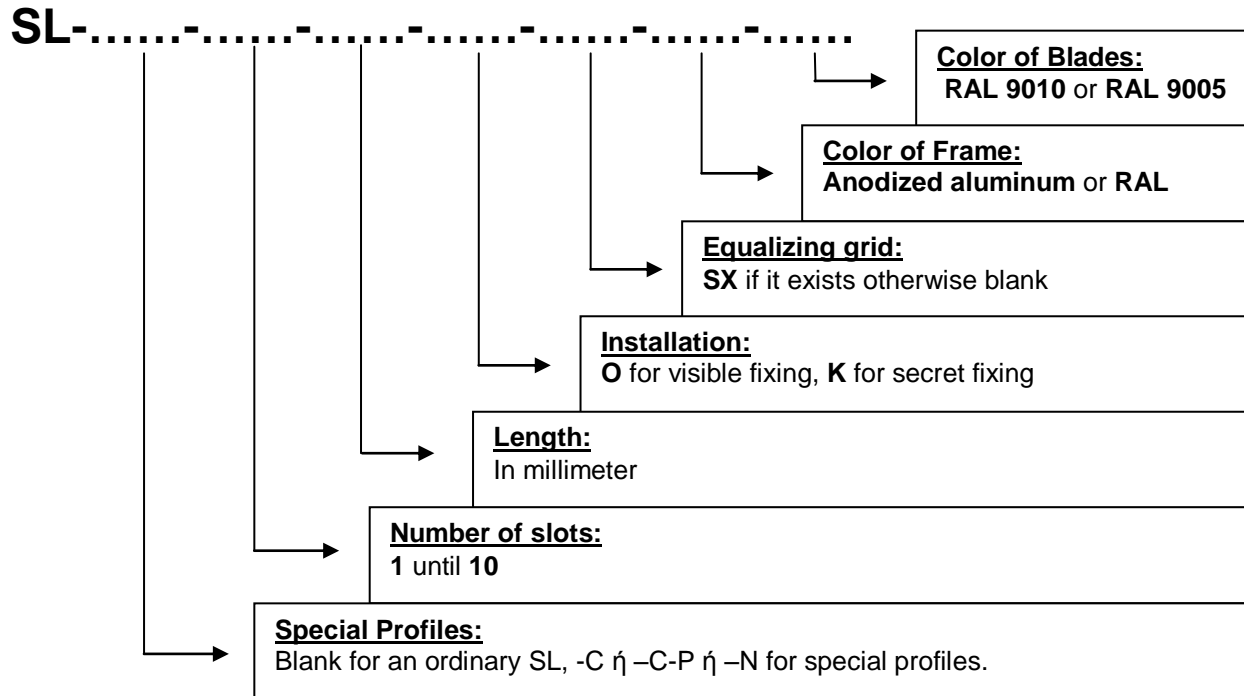 SL-......-......-......-......-......-......-......
Color of Blades:
RAL 9010 or RAL 9005
Color of Frame:
Anodized aluminum or RAL
Equalizing grid:
SX if it exists otherwise blank
Installation:
O for visible fixing, K for secret fixing
Length:
In millimeter
Number of slots:
1 until 10
Special Profiles:
Blank for an ordinary SL, -C ή –C-P ή –N for special profiles.